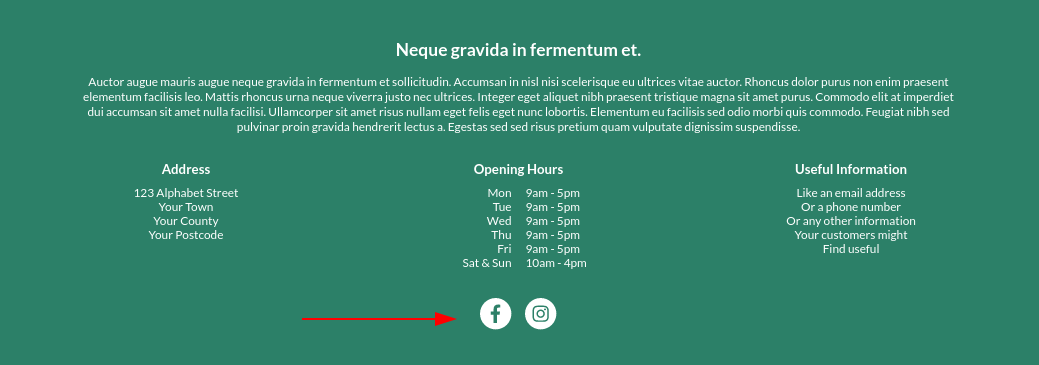 Neque gravida in fermentum et.
Auctor augue mauris augue neque gravida in fermentum et sollicitudin. Accumsan in nisl nisi scelerisque eu ultrices vitae auctor. Rhoncus dolor purus non enim praesent
elementum facilisis leo. Mattis rhoncus urna neque viverra justo nec ultrices. Integer eget aliquet nibh praesent tristique magna sit amet purus. Commodo elit at imperdiet
dui accumsan sit amet nulla facilisi. Ullamcorper sit amet risus nullam eget felis eget nunc lobortis. Elementum eu facilisis sed odio morbi quis commodo. Feugiat nibh sed
pulvinar proin gravida hendrerit lectus a. Egestas sed sed risus pretium quam vulputate dignissim suspendisse.
Address
123 Alphabet Street
Your Town
Your County
Your Postcode
Opening Hours
Mon 9am - 5pm
Tue 9am - 5pm
Wed 9am - 5pm
Thu 9am - 5pm
Fri 9am - 5pm
Sat & Sun 10am - 4pm
Useful Information
Like an email address
Or a phone number
Or any other information
Your customers might
Find useful